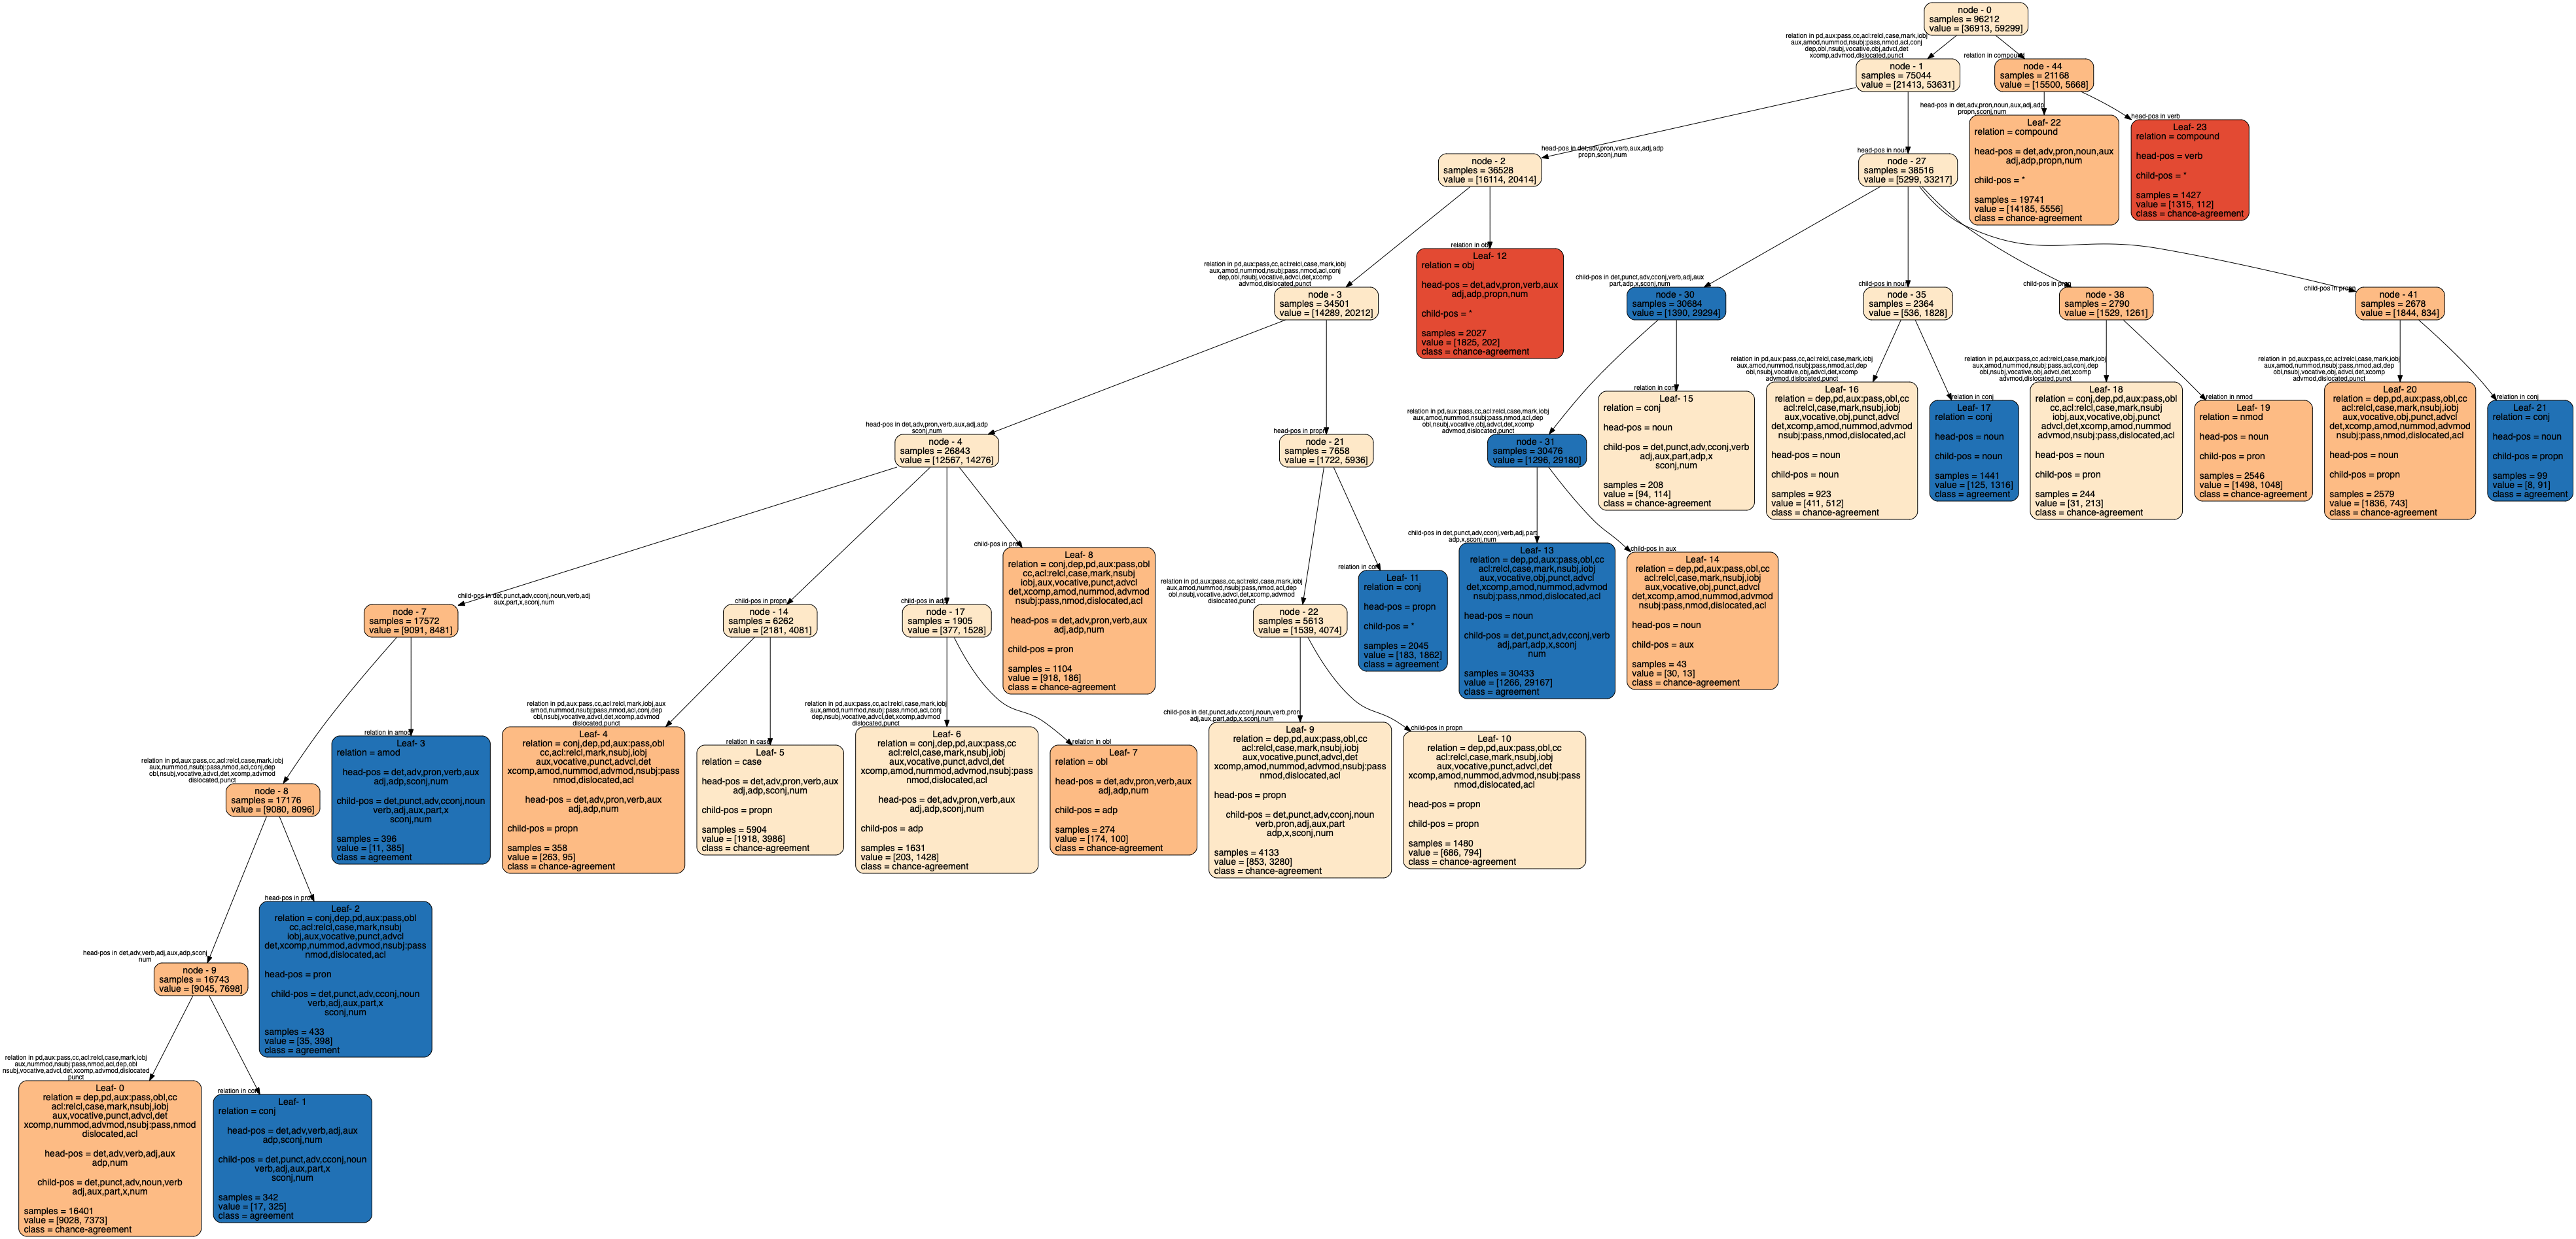 node - 0
samples = 96212
value = [36913, 59299]
relation in pd,aux:pass,cc,acl:relcl,case,mark,iobj
aux,amod,nummod,nsubj:pass,nmod,acl,conj
dep,obl,nsubj,vocative,obj,advcl,det
xcomp,advmod,dislocated,punct
node - 1
samples = 75044
value = [21413, 53631]
relation in compound
node - 44
samples = 21168
value = [15500, 5668]
head-pos in det,adv,pron,noun,aux,adj,adp
propn,sconj,num
Leaf- 22
relation = compound
head-pos = det,adv,pron,noun,aux
adj,adp,propn,num
child-pos = *
samples = 19741
value = [14185, 5556]
class = chance-agreement
head-pos in verb
Leaf- 23
relation = compound
head-pos = verb
child-pos = *
samples = 1427
value = [1315, 112]
class = chance-agreement
head-pos in det,adv,pron,verb,aux,adj,adp
propn,sconj,num
node - 2
samples = 36528
value = [16114, 20414]
head-pos in noun
node - 27
samples = 38516
value = [5299, 33217]
relation in pd,aux:pass,cc,acl:relcl,case,mark,iobj
aux,amod,nummod,nsubj:pass,nmod,acl,conj
dep,obl,nsubj,vocative,advcl,det,xcomp
advmod,dislocated,punct
node - 3
samples = 34501
value = [14289, 20212]
relation in obj
Leaf- 12
relation = obj
head-pos = det,adv,pron,verb,aux
adj,adp,propn,num
child-pos = *
samples = 2027
value = [1825, 202]
class = chance-agreement
child-pos in det,punct,adv,cconj,verb,adj,aux
part,adp,x,sconj,num
node - 30
samples = 30684
value = [1390, 29294]
child-pos in noun
node - 35
samples = 2364
value = [536, 1828]
child-pos in pron
node - 38
samples = 2790
value = [1529, 1261]
child-pos in propn
node - 41
samples = 2678
value = [1844, 834]
relation in pd,aux:pass,cc,acl:relcl,case,mark,iobj
aux,amod,nummod,nsubj:pass,nmod,acl,dep
obl,nsubj,vocative,obj,advcl,det,xcomp
advmod,dislocated,punct
node - 31
samples = 30476
value = [1296, 29180]
relation in conj
Leaf- 15
relation = conj
head-pos = noun
child-pos = det,punct,adv,cconj,verb
adj,aux,part,adp,x
sconj,num
samples = 208
value = [94, 114]
class = chance-agreement
relation in pd,aux:pass,cc,acl:relcl,case,mark,iobj
aux,amod,nummod,nsubj:pass,nmod,acl,dep
obl,nsubj,vocative,obj,advcl,det,xcomp
advmod,dislocated,punct
Leaf- 16
relation = dep,pd,aux:pass,obl,cc
acl:relcl,case,mark,nsubj,iobj
aux,vocative,obj,punct,advcl
det,xcomp,amod,nummod,advmod
nsubj:pass,nmod,dislocated,acl
head-pos = noun
child-pos = noun
samples = 923
value = [411, 512]
class = chance-agreement
relation in conj
Leaf- 17
relation = conj
head-pos = noun
child-pos = noun
samples = 1441
value = [125, 1316]
class = agreement
relation in pd,aux:pass,cc,acl:relcl,case,mark,iobj
aux,amod,nummod,nsubj:pass,acl,conj,dep
obl,nsubj,vocative,obj,advcl,det,xcomp
advmod,dislocated,punct
Leaf- 18
relation = conj,dep,pd,aux:pass,obl
cc,acl:relcl,case,mark,nsubj
iobj,aux,vocative,obj,punct
advcl,det,xcomp,amod,nummod
advmod,nsubj:pass,dislocated,acl
head-pos = noun
child-pos = pron
samples = 244
value = [31, 213]
class = chance-agreement
relation in nmod
Leaf- 19
relation = nmod
head-pos = noun
child-pos = pron
samples = 2546
value = [1498, 1048]
class = chance-agreement
relation in pd,aux:pass,cc,acl:relcl,case,mark,iobj
aux,amod,nummod,nsubj:pass,nmod,acl,dep
obl,nsubj,vocative,obj,advcl,det,xcomp
advmod,dislocated,punct
Leaf- 20
relation = dep,pd,aux:pass,obl,cc
acl:relcl,case,mark,nsubj,iobj
aux,vocative,obj,punct,advcl
det,xcomp,amod,nummod,advmod
nsubj:pass,nmod,dislocated,acl
head-pos = noun
child-pos = propn
samples = 2579
value = [1836, 743]
class = chance-agreement
relation in conj
Leaf- 21
relation = conj
head-pos = noun
child-pos = propn
samples = 99
value = [8, 91]
class = agreement
head-pos in det,adv,pron,verb,aux,adj,adp
sconj,num
node - 4
samples = 26843
value = [12567, 14276]
head-pos in propn
node - 21
samples = 7658
value = [1722, 5936]
child-pos in det,punct,adv,cconj,verb,adj,part
adp,x,sconj,num
Leaf- 13
relation = dep,pd,aux:pass,obl,cc
acl:relcl,case,mark,nsubj,iobj
aux,vocative,obj,punct,advcl
det,xcomp,amod,nummod,advmod
nsubj:pass,nmod,dislocated,acl
head-pos = noun
child-pos = det,punct,adv,cconj,verb
adj,part,adp,x,sconj
num
samples = 30433
value = [1266, 29167]
class = agreement
child-pos in aux
Leaf- 14
relation = dep,pd,aux:pass,obl,cc
acl:relcl,case,mark,nsubj,iobj
aux,vocative,obj,punct,advcl
det,xcomp,amod,nummod,advmod
nsubj:pass,nmod,dislocated,acl
head-pos = noun
child-pos = aux
samples = 43
value = [30, 13]
class = chance-agreement
child-pos in det,punct,adv,cconj,noun,verb,adj
aux,part,x,sconj,num
node - 7
samples = 17572
value = [9091, 8481]
child-pos in propn
node - 14
samples = 6262
value = [2181, 4081]
child-pos in adp
node - 17
samples = 1905
value = [377, 1528]
child-pos in pron
Leaf- 8
relation = conj,dep,pd,aux:pass,obl
cc,acl:relcl,case,mark,nsubj
iobj,aux,vocative,punct,advcl
det,xcomp,amod,nummod,advmod
nsubj:pass,nmod,dislocated,acl
head-pos = det,adv,pron,verb,aux
adj,adp,num
child-pos = pron
samples = 1104
value = [918, 186]
class = chance-agreement
relation in pd,aux:pass,cc,acl:relcl,case,mark,iobj
aux,amod,nummod,nsubj:pass,nmod,acl,dep
obl,nsubj,vocative,advcl,det,xcomp,advmod
dislocated,punct
node - 22
samples = 5613
value = [1539, 4074]
relation in conj
Leaf- 11
relation = conj
head-pos = propn
child-pos = *
samples = 2045
value = [183, 1862]
class = agreement
relation in pd,aux:pass,cc,acl:relcl,case,mark,iobj
aux,nummod,nsubj:pass,nmod,acl,conj,dep
obl,nsubj,vocative,advcl,det,xcomp,advmod
dislocated,punct
node - 8
samples = 17176
value = [9080, 8096]
relation in amod
Leaf- 3
relation = amod
head-pos = det,adv,pron,verb,aux
adj,adp,sconj,num
child-pos = det,punct,adv,cconj,noun
verb,adj,aux,part,x
sconj,num
samples = 396
value = [11, 385]
class = agreement
relation in pd,aux:pass,cc,acl:relcl,mark,iobj,aux
amod,nummod,nsubj:pass,nmod,acl,conj,dep
obl,nsubj,vocative,advcl,det,xcomp,advmod
dislocated,punct
Leaf- 4
relation = conj,dep,pd,aux:pass,obl
cc,acl:relcl,mark,nsubj,iobj
aux,vocative,punct,advcl,det
xcomp,amod,nummod,advmod,nsubj:pass
nmod,dislocated,acl
head-pos = det,adv,pron,verb,aux
adj,adp,num
child-pos = propn
samples = 358
value = [263, 95]
class = chance-agreement
relation in case
Leaf- 5
relation = case
head-pos = det,adv,pron,verb,aux
adj,adp,sconj,num
child-pos = propn
samples = 5904
value = [1918, 3986]
class = chance-agreement
relation in pd,aux:pass,cc,acl:relcl,case,mark,iobj
aux,amod,nummod,nsubj:pass,nmod,acl,conj
dep,nsubj,vocative,advcl,det,xcomp,advmod
dislocated,punct
Leaf- 6
relation = conj,dep,pd,aux:pass,cc
acl:relcl,case,mark,nsubj,iobj
aux,vocative,punct,advcl,det
xcomp,amod,nummod,advmod,nsubj:pass
nmod,dislocated,acl
head-pos = det,adv,pron,verb,aux
adj,adp,sconj,num
child-pos = adp
samples = 1631
value = [203, 1428]
class = chance-agreement
relation in obl
Leaf- 7
relation = obl
head-pos = det,adv,pron,verb,aux
adj,adp,num
child-pos = adp
samples = 274
value = [174, 100]
class = chance-agreement
child-pos in det,punct,adv,cconj,noun,verb,pron
adj,aux,part,adp,x,sconj,num
Leaf- 9
relation = dep,pd,aux:pass,obl,cc
acl:relcl,case,mark,nsubj,iobj
aux,vocative,punct,advcl,det
xcomp,amod,nummod,advmod,nsubj:pass
nmod,dislocated,acl
head-pos = propn
child-pos = det,punct,adv,cconj,noun
verb,pron,adj,aux,part
adp,x,sconj,num
samples = 4133
value = [853, 3280]
class = chance-agreement
child-pos in propn
Leaf- 10
relation = dep,pd,aux:pass,obl,cc
acl:relcl,case,mark,nsubj,iobj
aux,vocative,punct,advcl,det
xcomp,amod,nummod,advmod,nsubj:pass
nmod,dislocated,acl
head-pos = propn
child-pos = propn
samples = 1480
value = [686, 794]
class = chance-agreement
head-pos in det,adv,verb,adj,aux,adp,sconj
num
node - 9
samples = 16743
value = [9045, 7698]
head-pos in pron
Leaf- 2
relation = conj,dep,pd,aux:pass,obl
cc,acl:relcl,case,mark,nsubj
iobj,aux,vocative,punct,advcl
det,xcomp,nummod,advmod,nsubj:pass
nmod,dislocated,acl
head-pos = pron
child-pos = det,punct,adv,cconj,noun
verb,adj,aux,part,x
sconj,num
samples = 433
value = [35, 398]
class = agreement
relation in pd,aux:pass,cc,acl:relcl,case,mark,iobj
aux,nummod,nsubj:pass,nmod,acl,dep,obl
nsubj,vocative,advcl,det,xcomp,advmod,dislocated
punct
Leaf- 0
relation = dep,pd,aux:pass,obl,cc
acl:relcl,case,mark,nsubj,iobj
aux,vocative,punct,advcl,det
xcomp,nummod,advmod,nsubj:pass,nmod
dislocated,acl
head-pos = det,adv,verb,adj,aux
adp,num
child-pos = det,punct,adv,noun,verb
adj,aux,part,x,num
samples = 16401
value = [9028, 7373]
class = chance-agreement
relation in conj
Leaf- 1
relation = conj
head-pos = det,adv,verb,adj,aux
adp,sconj,num
child-pos = det,punct,adv,cconj,noun
verb,adj,aux,part,x
sconj,num
samples = 342
value = [17, 325]
class = agreement